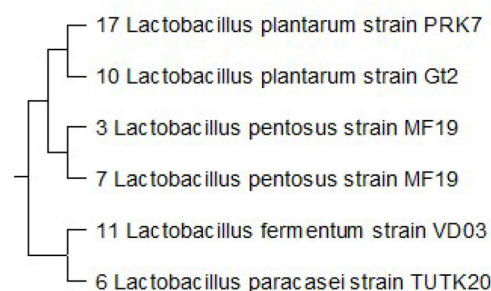 17 Lactobacillus plantarum strain PRK7
10 Lactobacillus plantarum strain Gt2
3 Lactobacillus pentosus strain MF19
7 Lactobacillus pentosus strain MF19
11 Lactobacillus fermentum strain VD03
6 Lactobacillus paracasei strain TUTK20